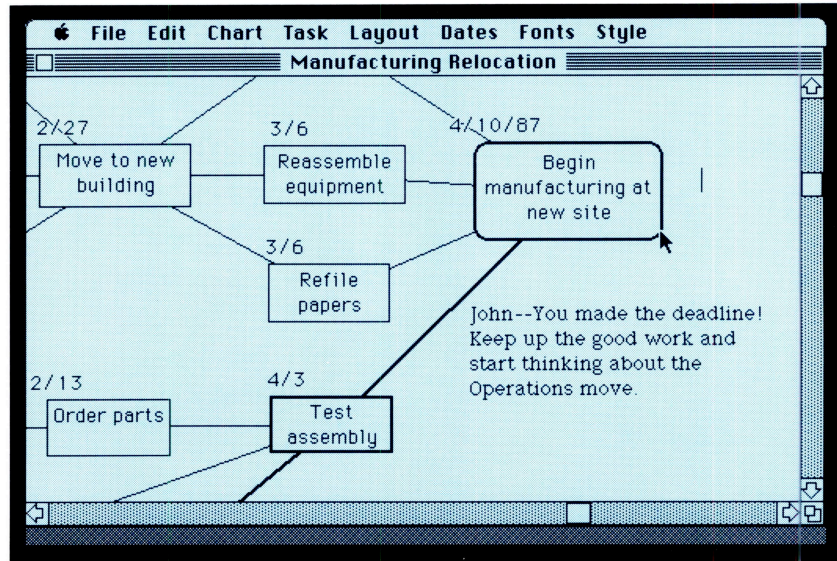 File Edit Chart Task Layout Dates Fonts Style
Manufacturing Relocation
2/27
Move to new
building
3/6
Reassemble
equipment
4/10/87
Begin
manufacturing at
new site
3/6
Refile
papers
John--You made the deadline!
Keep up the good work and
start thinking about the
Operations move.
2/13
Order parts
4/3
Test
assembly